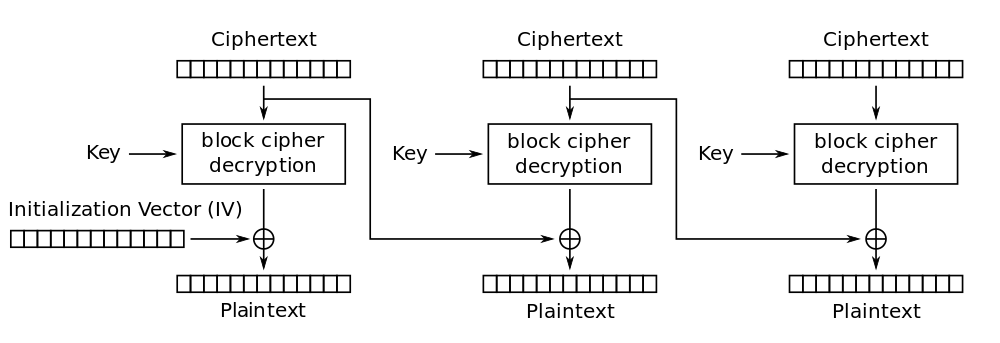 Ciphertext
Ciphertext
Ciphertext
Key
block cipher
decryption
Key
block cipher
decryption
Key
block cipher
decryption
Initialization Vector (IV)
Plaintext
Plaintext
Plaintext